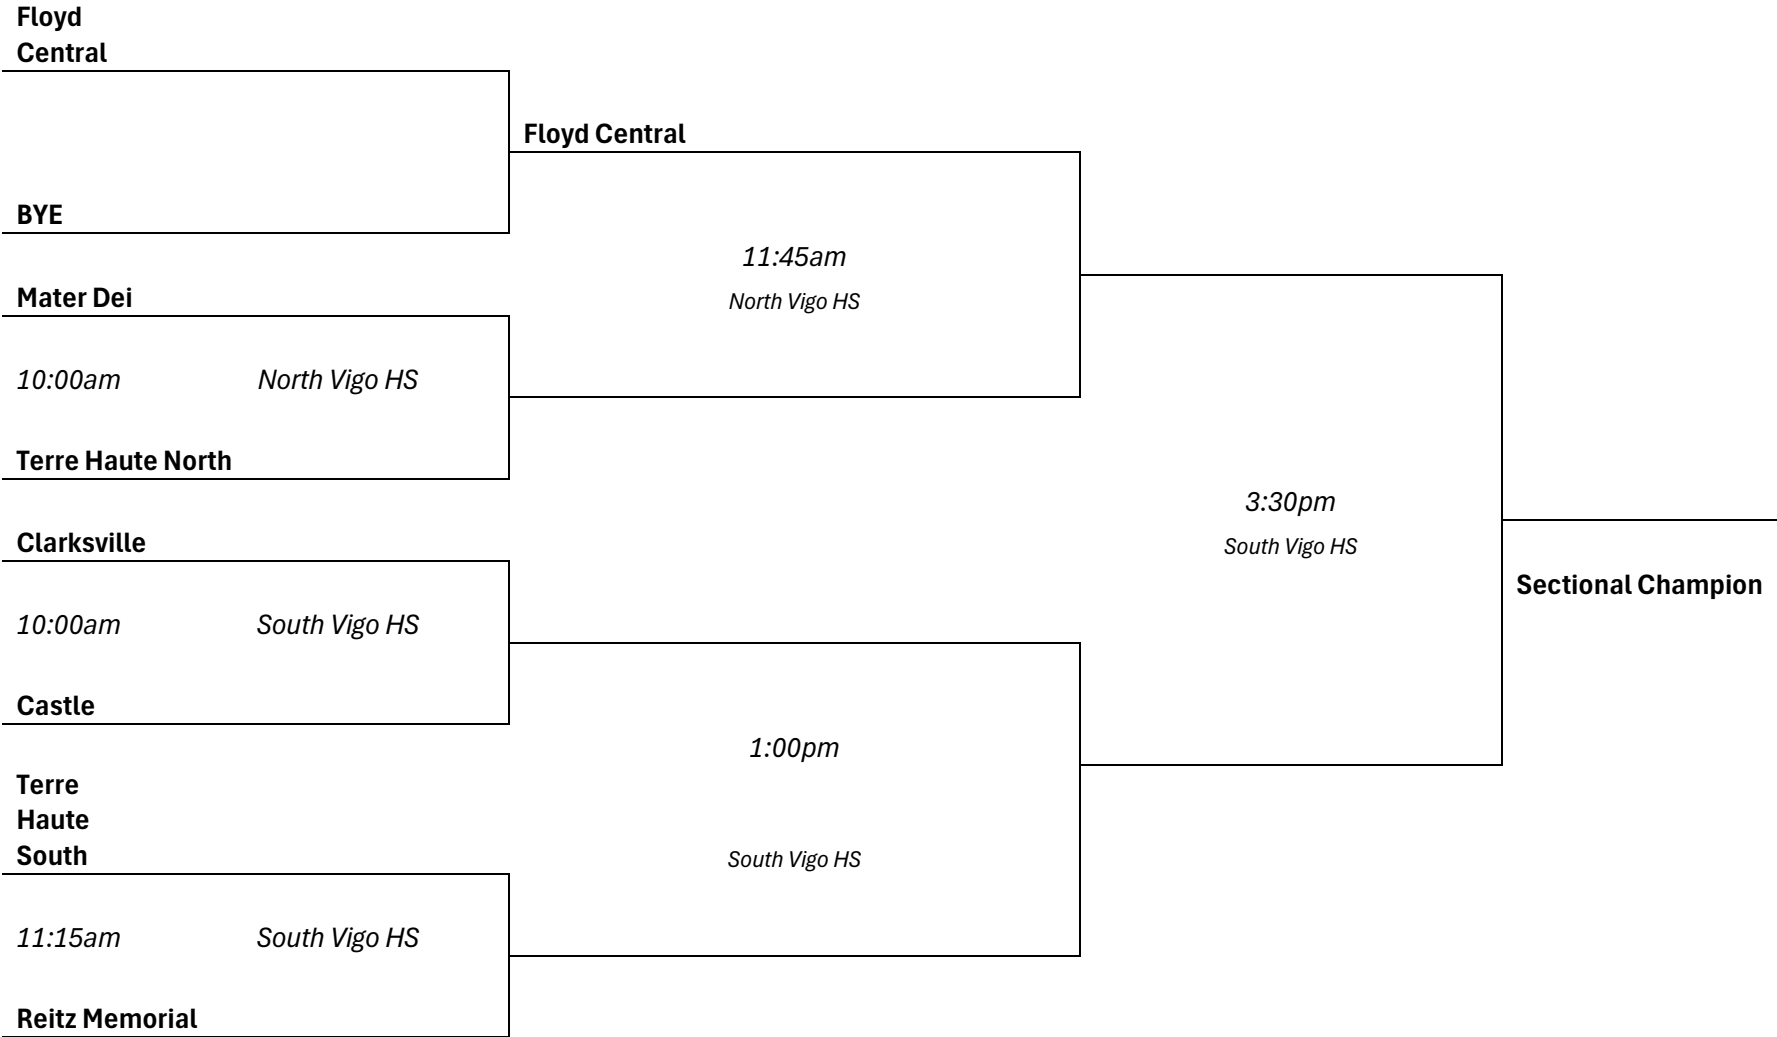 Floyd
Central
Floyd Central
BYE
11:45am
North Vigo HS
Mater Dei
10:00am North Vigo HS
Terre Haute North
3:30pm
South Vigo HS
Clarksville
Sectional Champion
10:00am South Vigo HS
Castle
1:00pm
South Vigo HS
Terre
Haute
South
11:15am South Vigo HS
Reitz Memorial